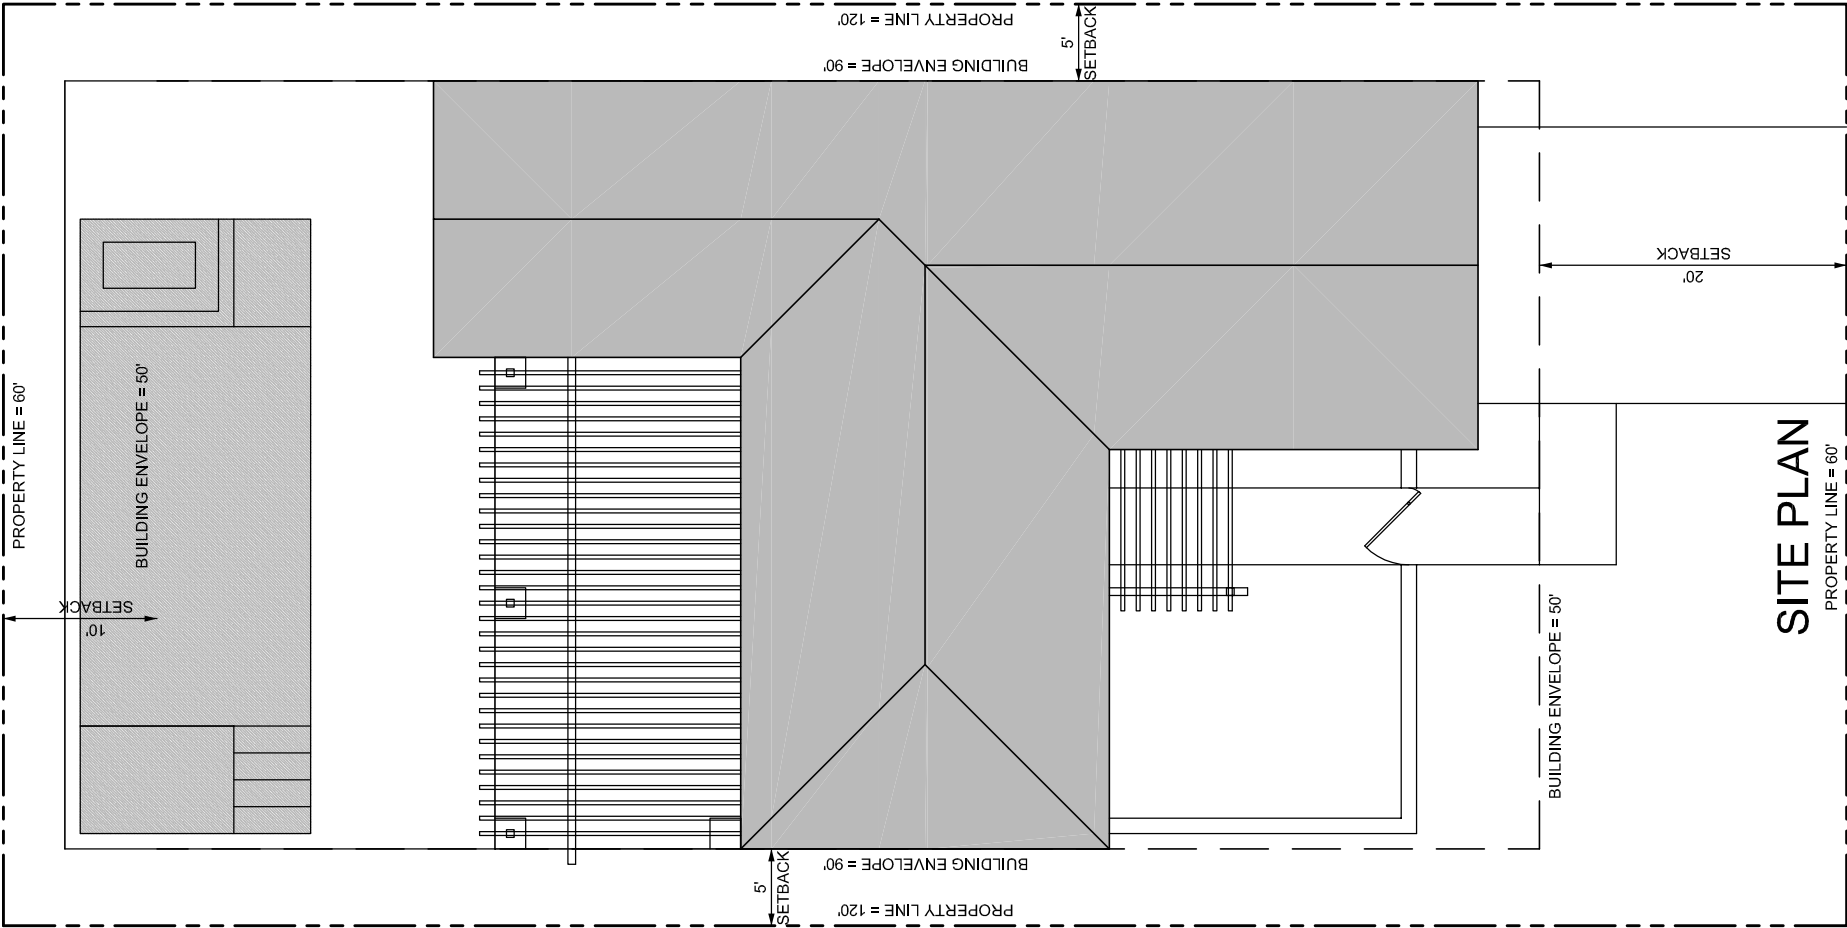 PROPERTY LINE = 120'
BUILDING ENVELOPE = 90'
5'
SETBACK
20'
SETBACK
PROPERTY LINE = 60'
BUILDING ENVELOPE = 50'
10'
SETBACK
SITE PLAN
PROPERTY LINE = 60'
BUILDING ENVELOPE = 50'
5'
SETBACK
BUILDING ENVELOPE = 90'
PROPERTY LINE = 120'